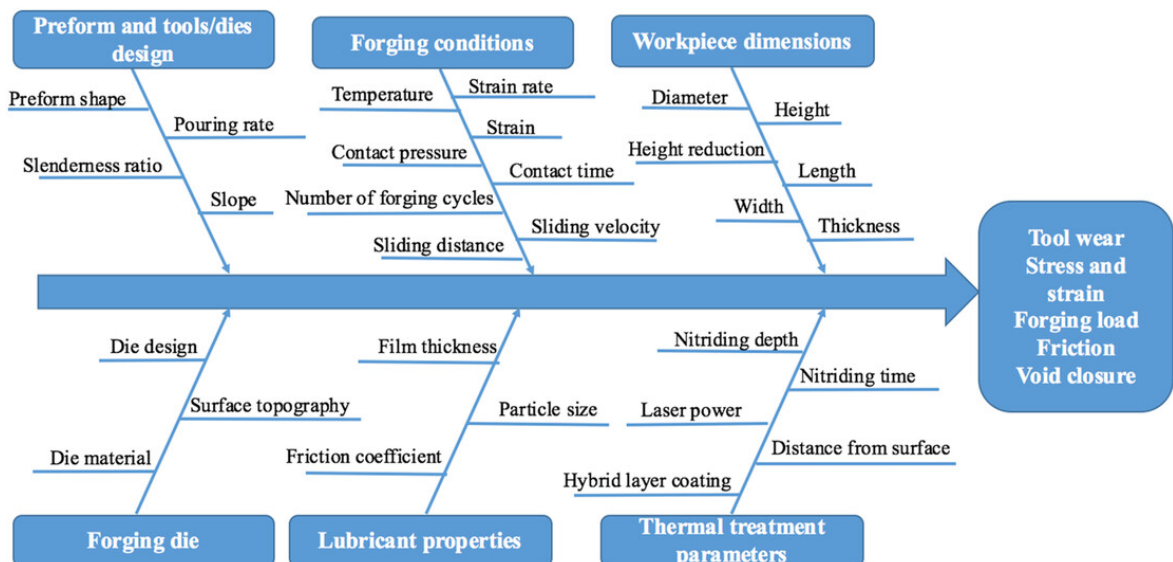 Preform and tools/dies
design
Forging conditions
Workpiece dimensions
Preform shape
Pouring rate
Slenderness ratio
Slope
Temperature
Strain rate
Strain
Contact pressure
Contact time
Number of forging cycles
Sliding velocity
Sliding distance
Diameter
Height
Height reduction
Length
Width
Thickness
Tool wear
Stress and
strain
Forging load
Friction
Void closure
Die design
Surface topography
Die material
Film thickness
Particle size
Friction coefficient
Nitriding depth
Nitriding time
Laser power
Distance from surface
Hybrid layer coating
Forging die
Lubricant properties
Thermal treatment
parameters